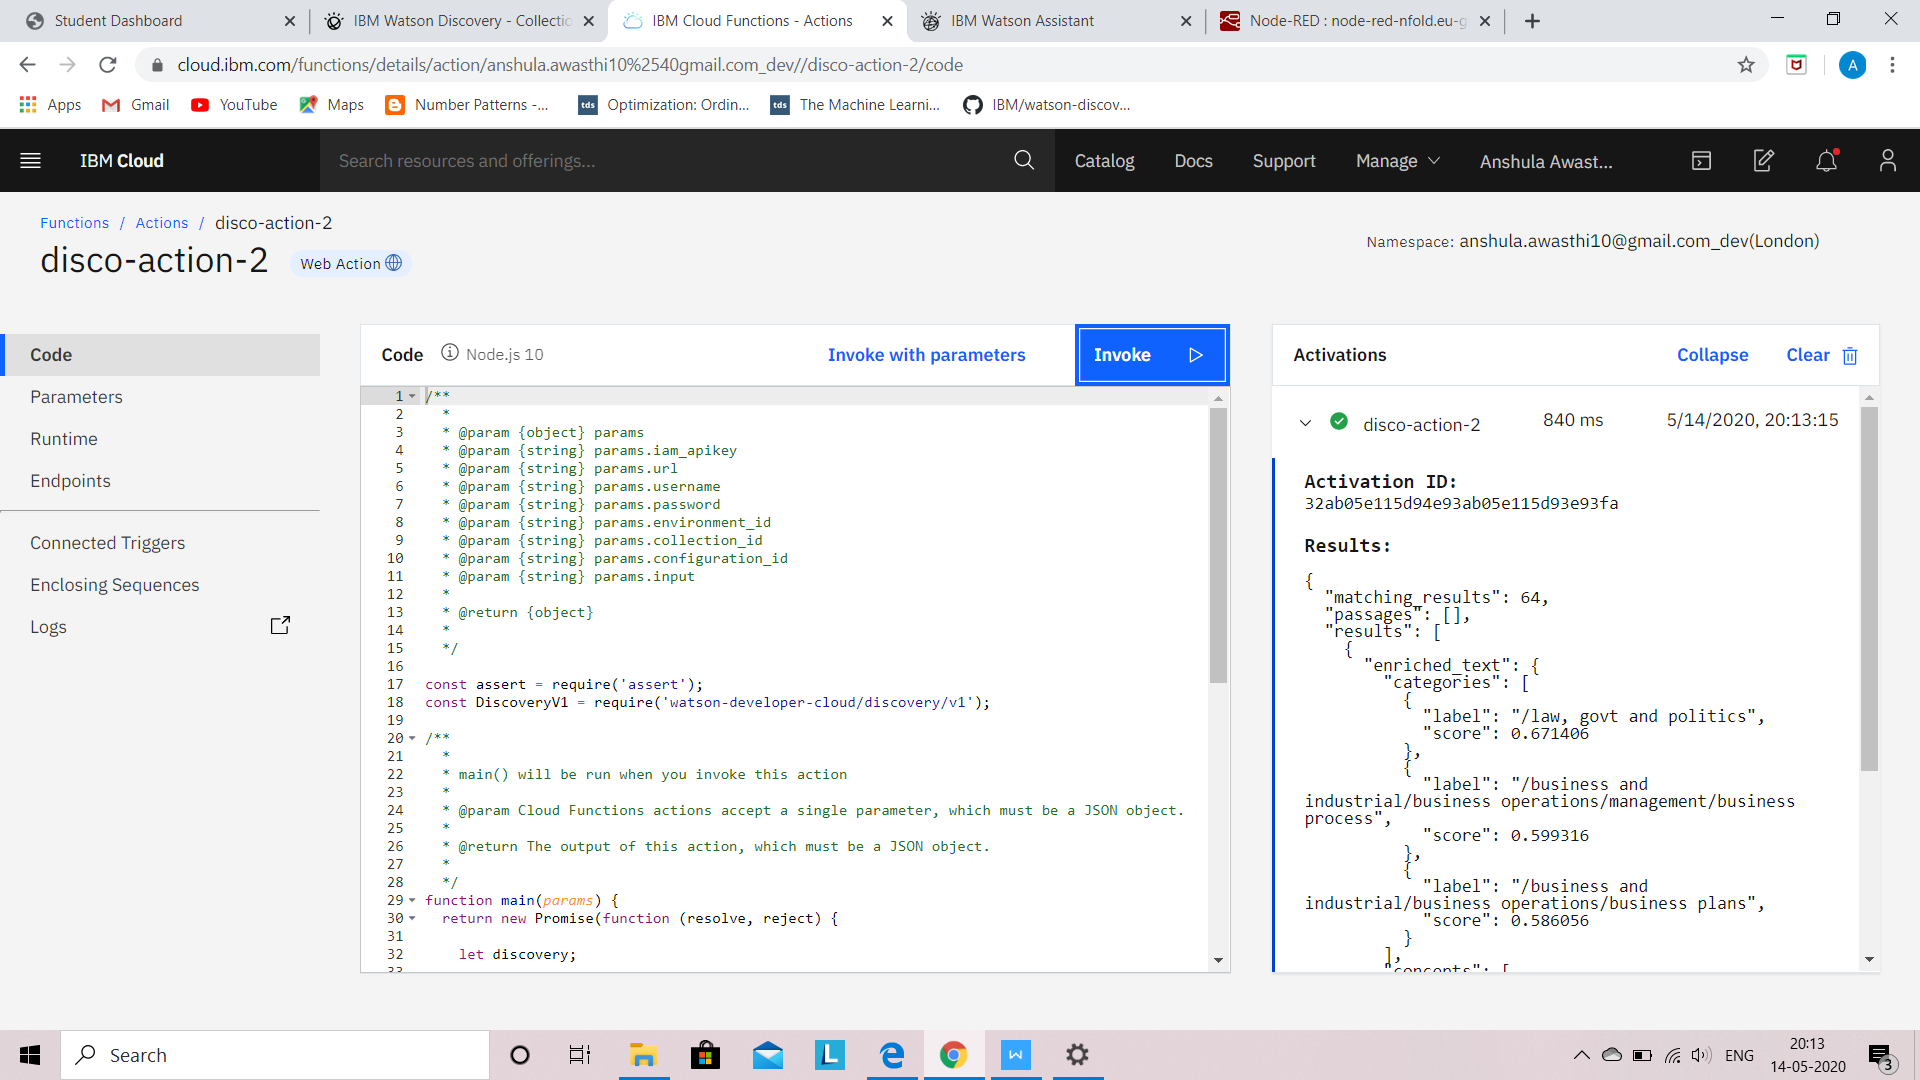 Student Dashboard
IBM Watson Discovery - Collectio
IBM Cloud Functions - Actions
IBM Watson Assistant
Node-RED : node-red-nfold.eu-g
cloud.ibm.com/functions/details/action/anshula.awasthi10%2540gmail.com_dev//disco-action-2/code
A
Apps
Gmail
YouTube
Maps
Number Patterns -...
tds
Optimization: Ordin...
tds
The Machine Learni...
IBM/watson-discov...
IBM Cloud
Search resources and offerings...
Catalog
Docs
Support
Manage
Anshula Awast...
Functions / Actions / disco-action-2
disco-action-2
Web Action
Namespace: anshula.awasthi10@gmail.com_dev(London)
Code
Parameters
Runtime
Endpoints
Connected Triggers
Enclosing Sequences
Logs
Code
Node.js 10
Invoke with parameters
Invoke
1 /**
2 *
3 * @param {object} params
4 * @param {string} params.iam_apikey
5 * @param {string} params.url
6 * @param {string} params.username
7 * @param {string} params.password
8 * @param {string} params.environment_id
9 * @param {string} params.collection_id
10 * @param {string} params.configuration_id
11 * @param {string} params.input
12 *
13 * @return {object}
14 *
15 */
16
17 const assert = require('assert');
18 const DiscoveryV1 = require('watson-developer-cloud/discovery/v1');
19
20 /**
21 *
22 * main() will be run when you invoke this action
23 *
24 * @param Cloud Functions actions accept a single parameter, which must be a JSON object.
25 *
26 * @return The output of this action, which must be a JSON object.
27 *
28 */
29 function main(params) {
30 return new Promise(function (resolve, reject) {
31
32 let discovery;
33
Activations
Collapse
Clear
disco-action-2
840 ms
5/14/2020, 20:13:15
Activation ID:
32ab05e115d94e93ab05e115d93e93fa
Results:
{
"matching_results": 64,
"passages": [],
"results": [
{
"enriched_text": {
"categories": [
{
"label": "/law, govt and politics",
"score": 0.671406
},
{
"label": "/business and
industrial/business operations/management/business
process",
"score": 0.599316
},
{
"label": "/business and
industrial/business operations/business plans",
"score": 0.586056
}
],
"concepts": [
Search
L
W
ENG
20:13
14-05-2020
3